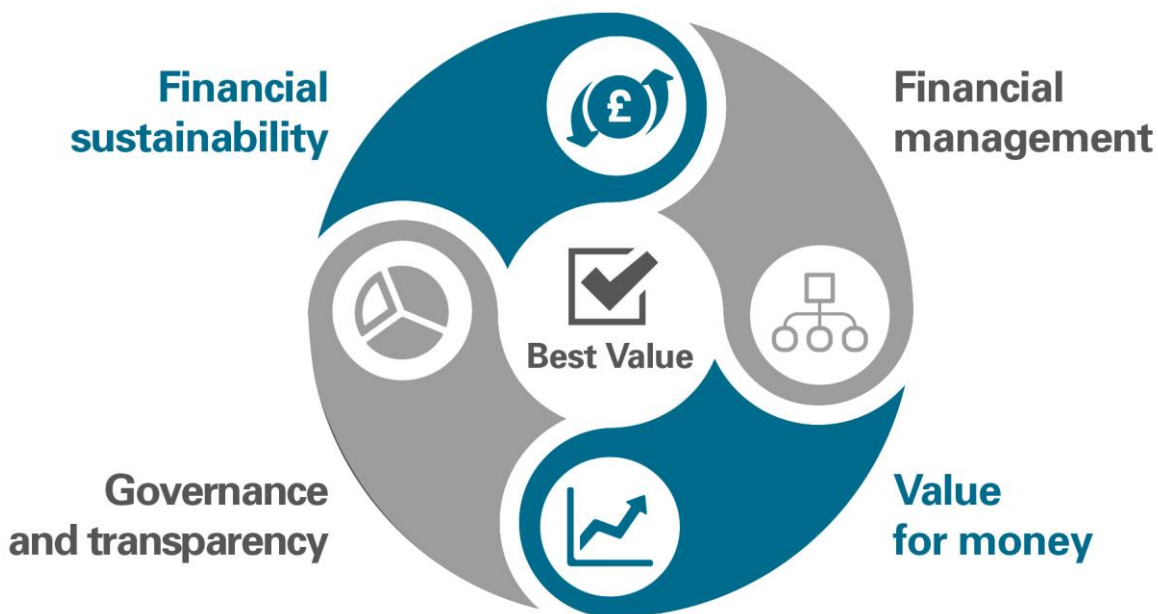 Financial
sustainability
£
Financial
management
Best Value
Governance
and transparency
Value
for money